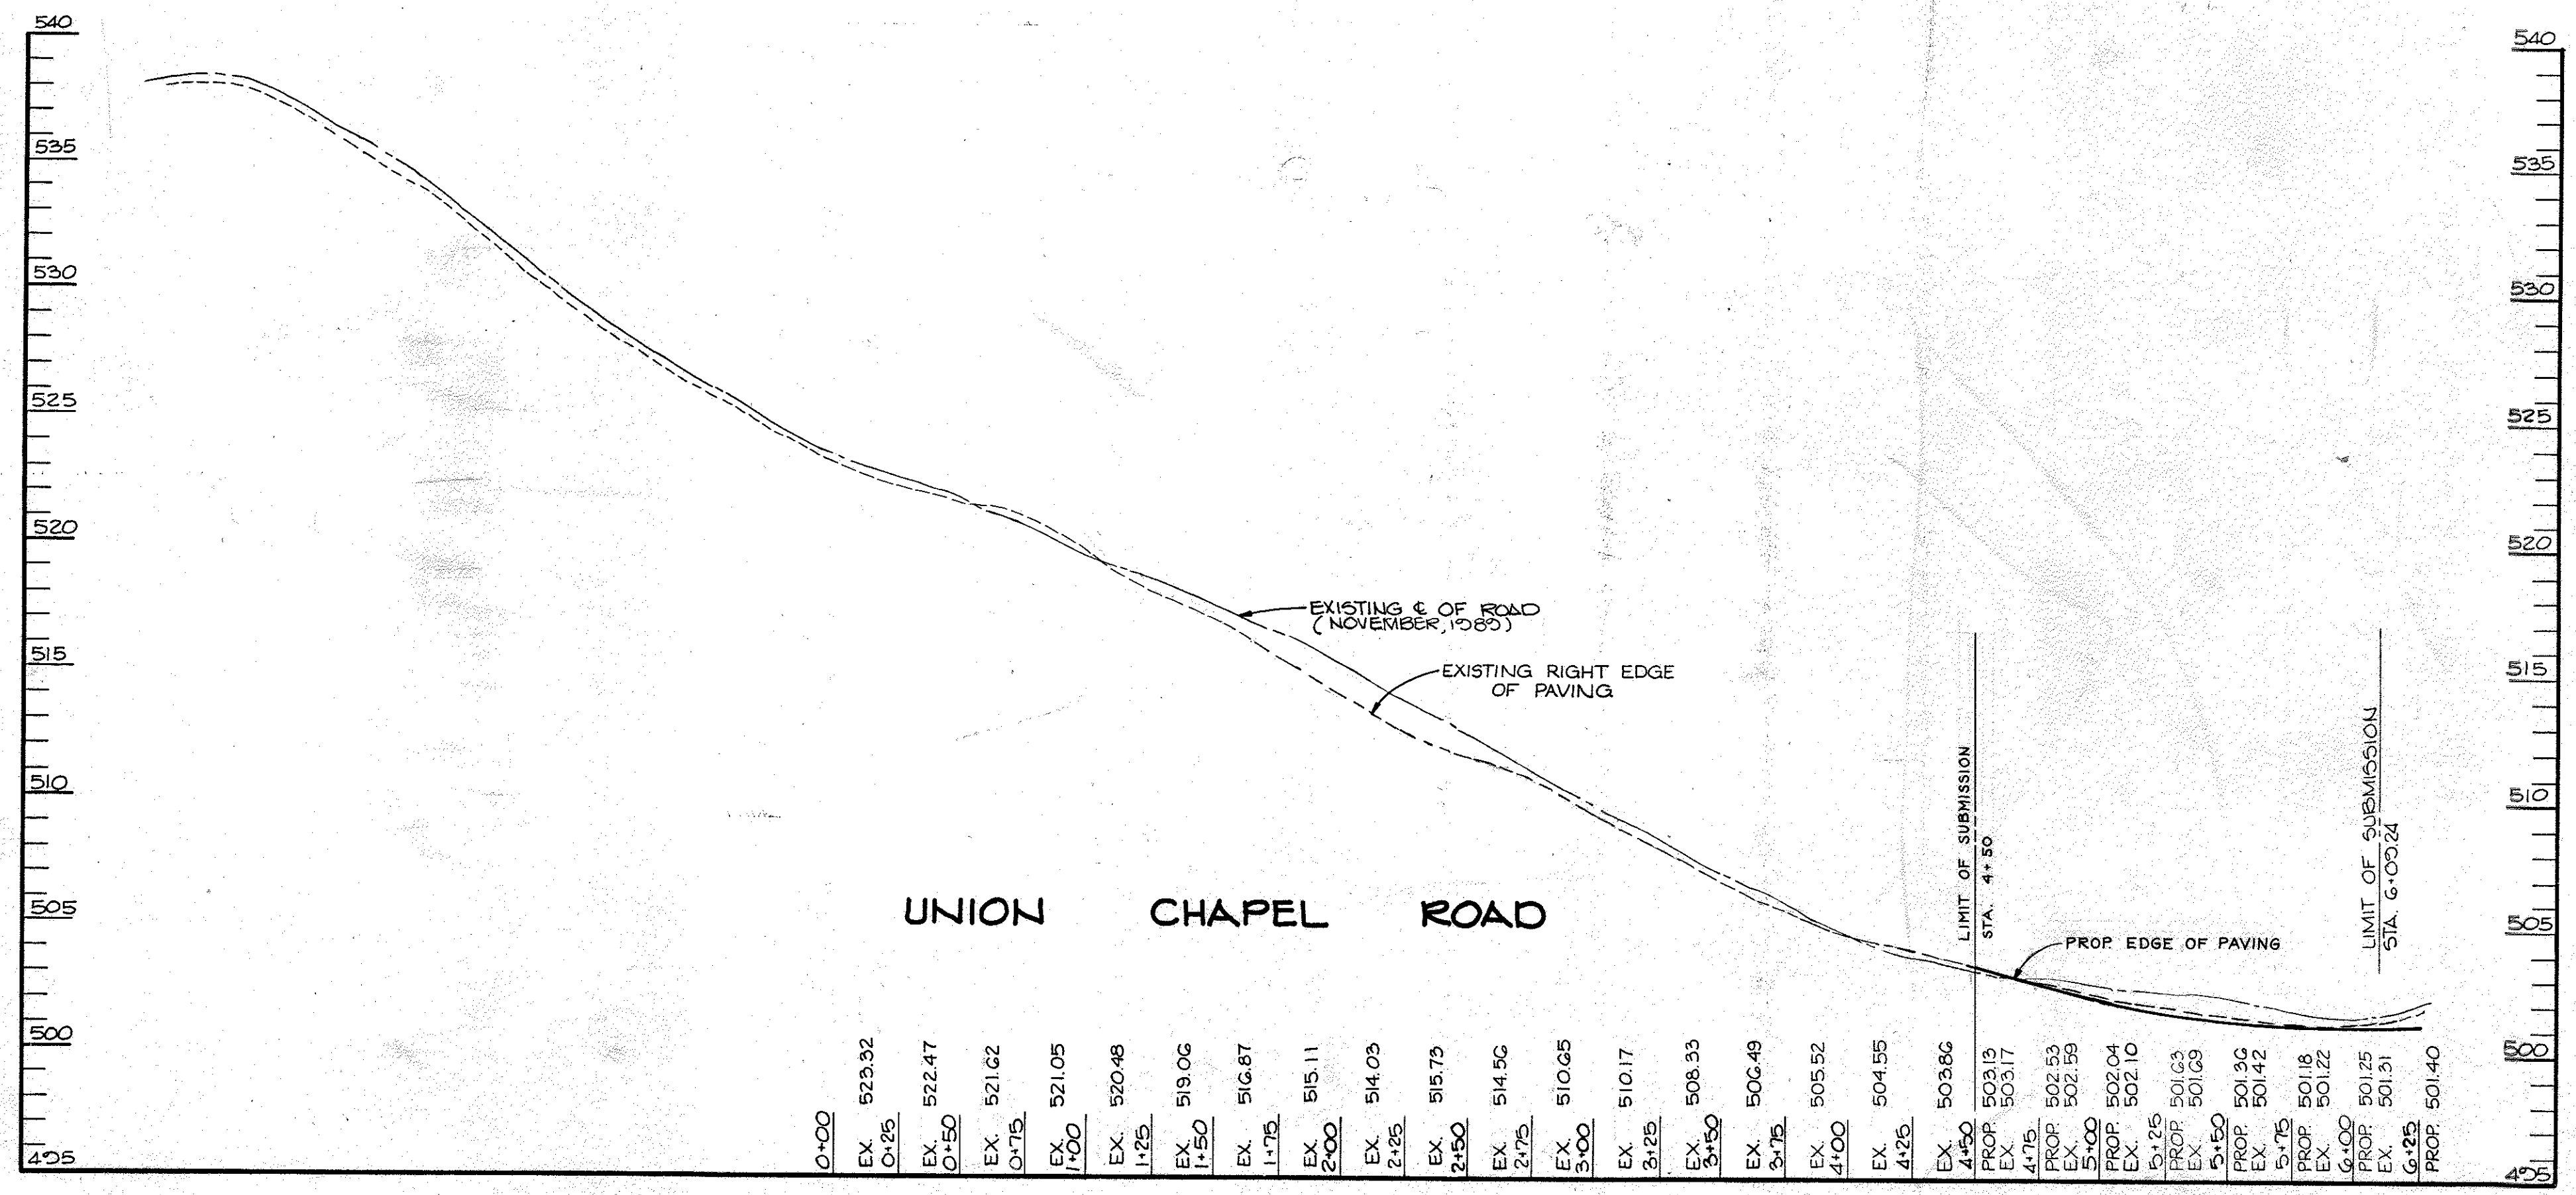 540
535
530
525
520
515
510
505
500
495
540
535
530
525
520
515
510
505
500
495
EXISTING ℄ OF ROAD
(NOVEMBER, 1989)
EXISTING RIGHT EDGE
OF PAVING
UNION CHAPEL ROAD
LIMIT OF SUBMISSION
STA. 4+50
PROP. EDGE OF PAVING
LIMIT OF SUBMISSION
STA. 6+09.24
0+00
EX. 523.32
0+25
EX. 522.47
0+50
EX. 521.62
0+75
EX. 521.05
1+00
EX. 520.48
1+25
EX. 519.06
1+50
EX. 516.87
1+75
EX. 515.11
2+00
EX. 514.03
2+25
EX. 515.73
2+50
EX. 514.56
2+75
EX. 510.65
3+00
EX. 510.17
3+25
EX. 508.33
3+50
EX. 506.49
3+75
EX. 505.52
4+00
EX. 504.55
4+25
EX. 503.86
4+50
PROP. 503.13
EX. 503.17
4+75
PROP. 502.53
EX. 502.59
5+00
PROP. 502.04
EX. 502.10
5+25
PROP. 501.63
EX. 501.69
5+50
PROP. 501.36
EX. 501.42
5+75
PROP. 501.18
EX. 501.22
6+00
PROP. 501.25
EX. 501.31
6+25
PROP. 501.40